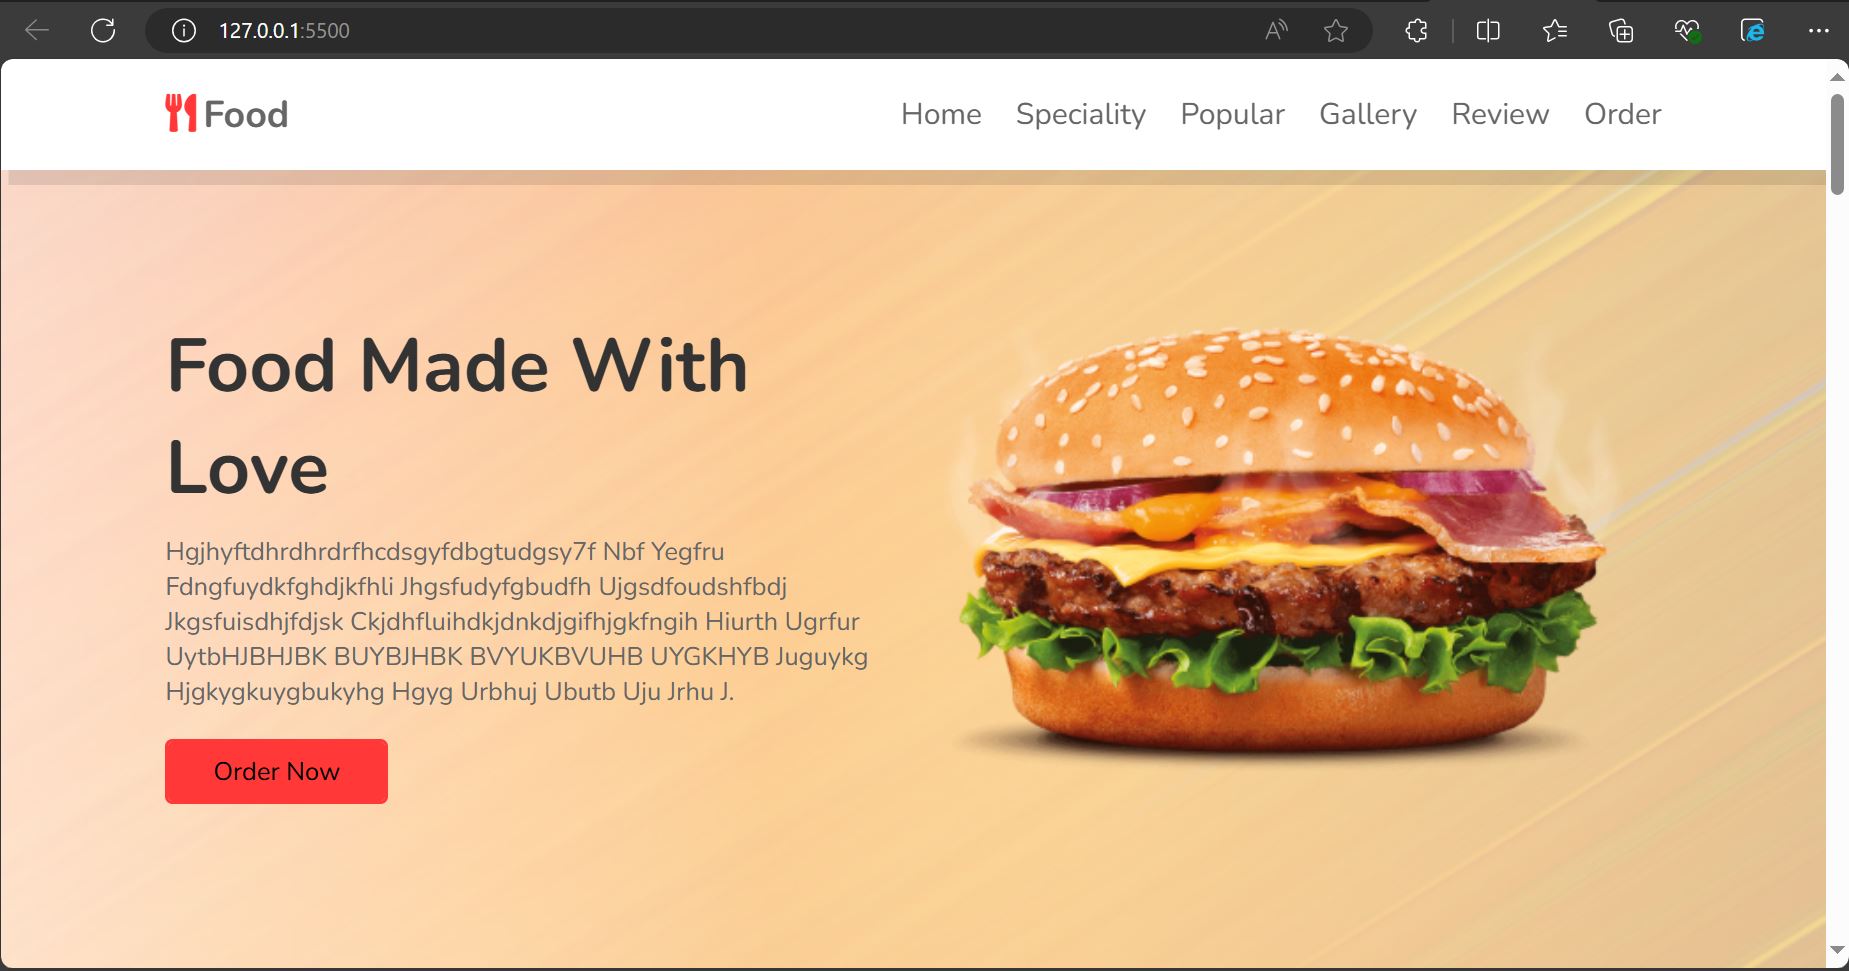 127.0.0.1:5500
Food
Home Speciality Popular Gallery Review Order
Food Made With
Love
Hgjhyftdhrdhrdrfhcdsgyfdbgtudgsy7f Nbf Yegfru
Fdngfuydkfghdjkfhli Jhgsfudyfgbudfh Ujgsdfoudshfbdj
Jkgsfuisdhjfdjsk Ckjdhfluihdkjdnkdjgifhjgkfngih Hiurth Ugrfur
UytbHJBHJBK BUYBJHBK BVYUKBVUHB UYGKHYB Juguykg
Hjgkygkuygbukyhg Hgyg Urbhuj Ubutb Uju Jrhu J.
Order Now